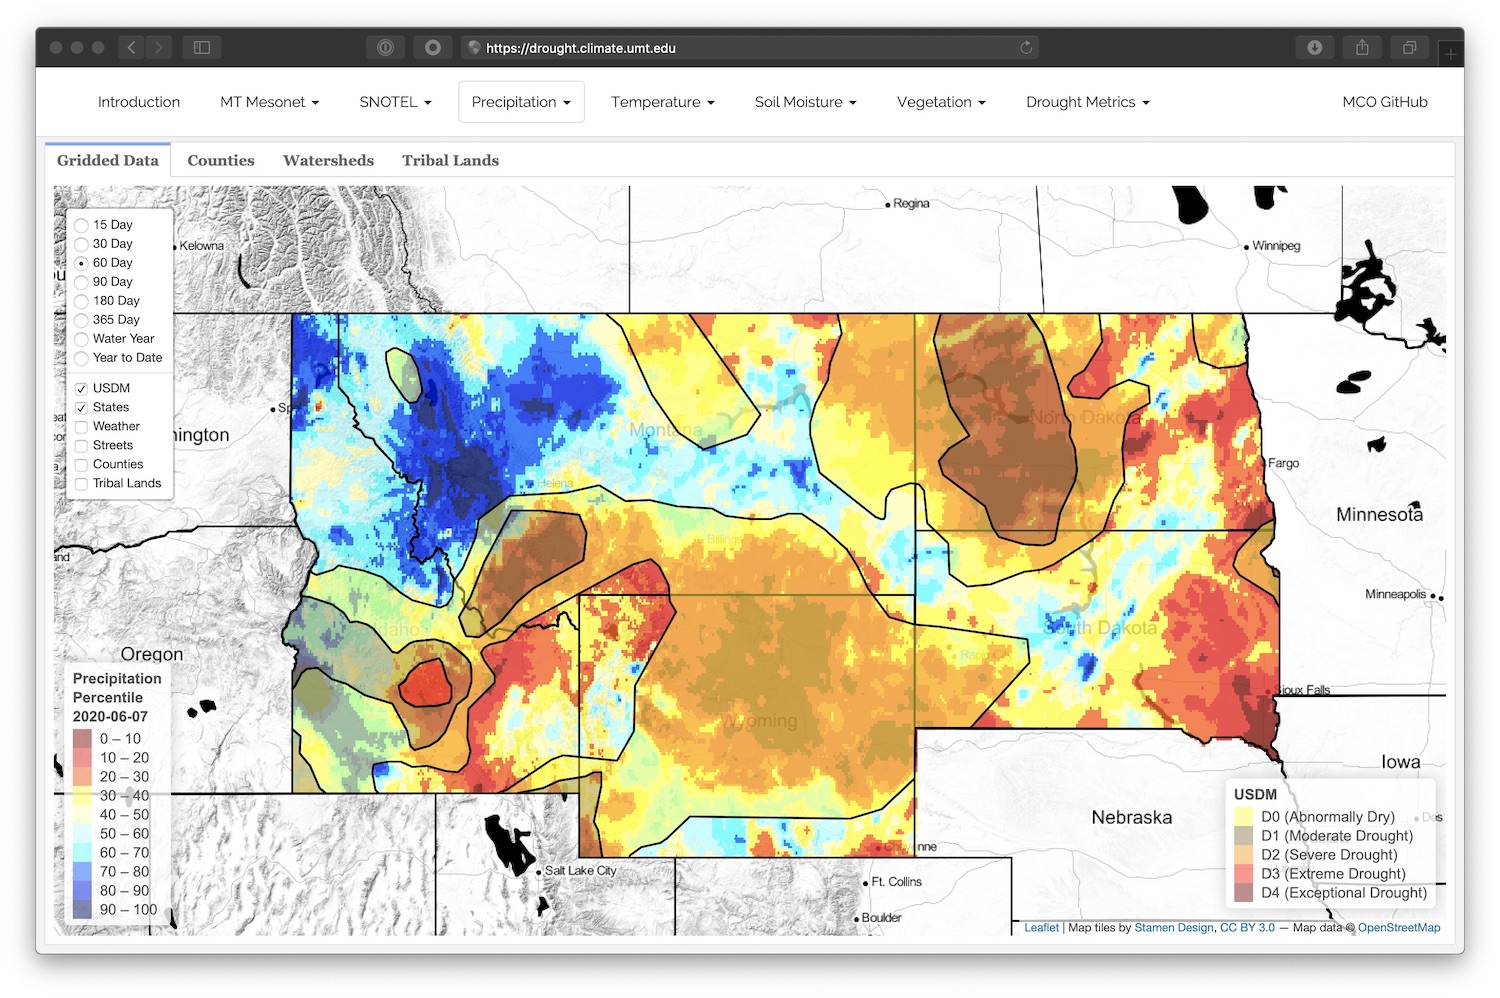 https://drought.climate.umt.edu
Introduction MT Mesonet SNOTEL Precipitation Temperature Soil Moisture Vegetation Drought Metrics MCO GitHub
Gridded Data Counties Watersheds Tribal Lands
15 Day
30 Day
60 Day
90 Day
180 Day
365 Day
Water Year
Year to Date
USDM
States
Weather
Streets
Counties
Tribal Lands
Regina
Kelowna
Winnipeg
Montana
North Dakota
Helena
Fargo
Minnesota
Billings
Minneapolis
Idaho
South Dakota
Oregon
Sioux Falls
Wyoming
Iowa
Nebraska
Salt Lake City
Ft. Collins
Boulder
Precipitation
Percentile
2020-06-07
0 – 10
10 – 20
20 – 30
30 – 40
40 – 50
50 – 60
60 – 70
70 – 80
80 – 90
90 – 100
USDM
D0 (Abnormally Dry)
D1 (Moderate Drought)
D2 (Severe Drought)
D3 (Extreme Drought)
D4 (Exceptional Drought)
Leaflet | Map tiles by Stamen Design, CC BY 3.0 — Map data © OpenStreetMap